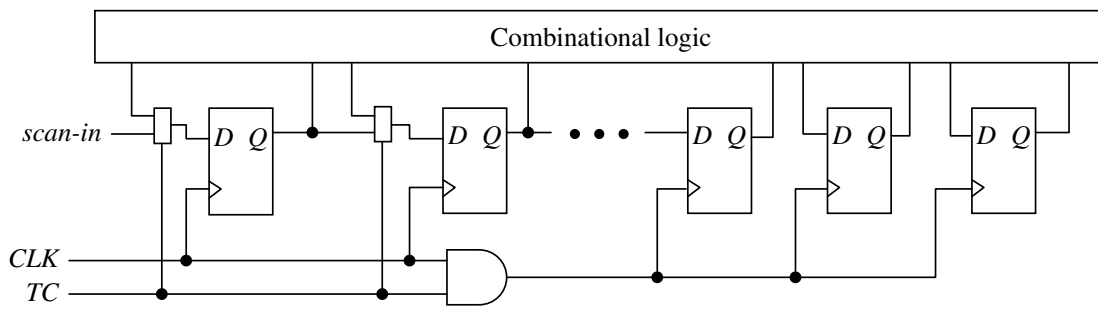 Combinational logic
scan-in
D Q
D Q
D Q
D Q
D Q
CLK
TC